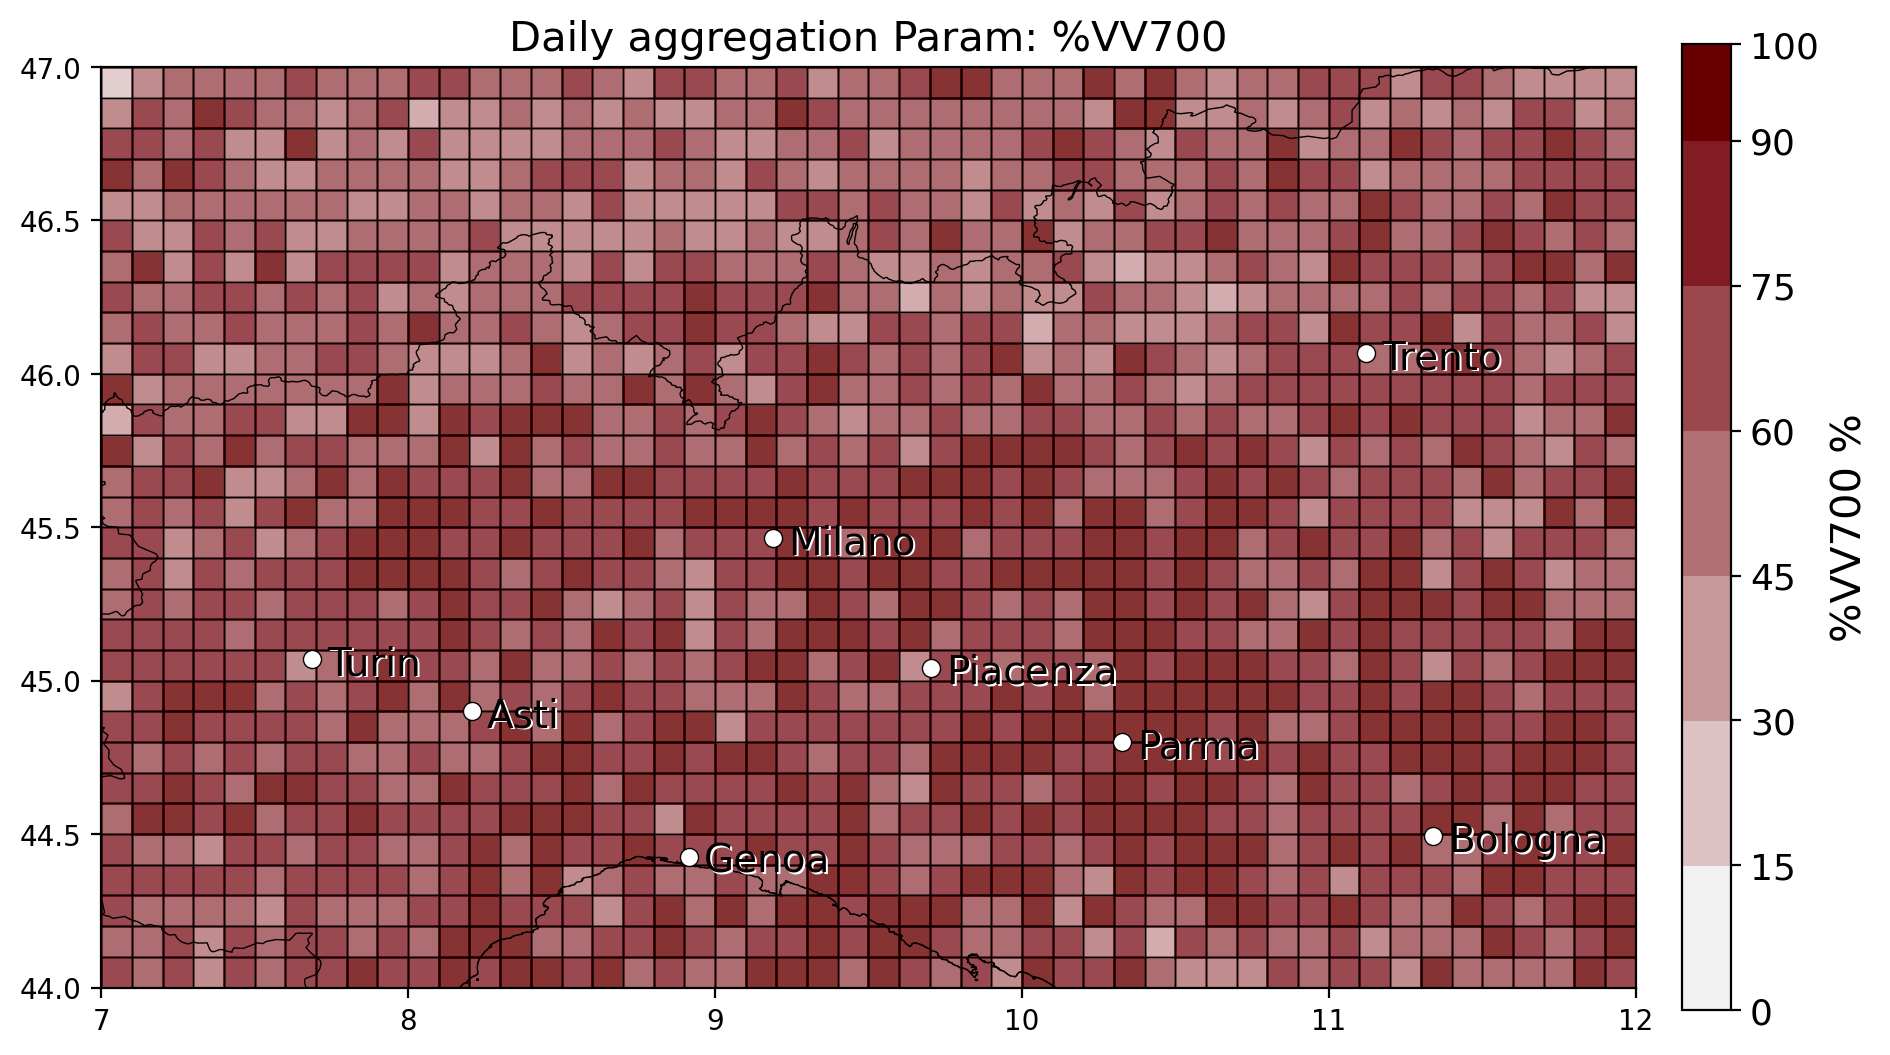 Daily aggregation Param: %VV700
47.0
46.5
46.0
45.5
45.0
44.5
44.0
7
8
9
10
11
12
Trento
Milano
Turin
Piacenza
Asti
Parma
Bologna
Genoa
100
90
75
60
45
30
15
0
%VV700 %